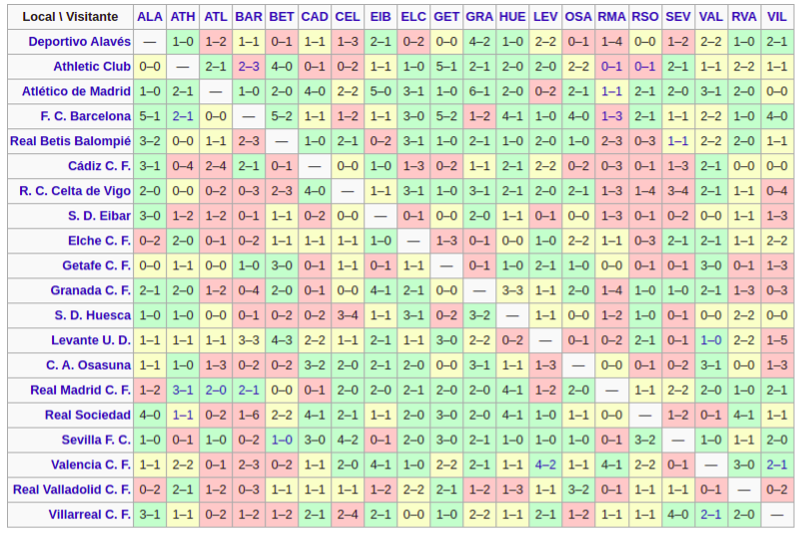 Local \ Visitante ALA ATH ATL BAR BET CAD CEL EIB ELC GET GRA HUE LEV OSA RMA RSO SEV VAL RVA VIL
Deportivo Alavés — 1–0 1–2 1–1 0–1 1–1 1–3 2–1 0–2 0–0 4–2 1–0 2–2 0–1 1–4 0–0 1–2 2–2 1–0 2–1
Athletic Club 0–0 — 2–1 2–3 4–0 0–1 0–2 1–1 1–0 5–1 2–1 2–0 2–0 2–2 0–1 0–1 2–1 1–1 2–2 1–1
Atlético de Madrid 1–0 2–1 — 1–0 2–0 4–0 2–2 5–0 3–1 1–0 6–1 2–0 0–2 2–1 1–1 2–1 2–0 3–1 2–0 0–0
F. C. Barcelona 5–1 2–1 0–0 — 5–2 1–1 1–2 1–1 3–0 5–2 1–2 4–1 1–0 4–0 1–3 2–1 1–1 2–2 1–0 4–0
Real Betis Balompié 3–2 0–0 1–1 2–3 — 1–0 2–1 0–2 3–1 1–0 2–1 1–0 2–0 1–0 2–3 0–3 1–1 2–2 2–0 1–1
Cádiz C. F. 3–1 0–4 2–4 2–1 0–1 — 0–0 1–0 1–3 0–2 1–1 2–1 2–2 0–2 0–3 0–1 1–3 2–1 0–0 0–0
R. C. Celta de Vigo 2–0 0–0 0–2 0–3 2–3 4–0 — 1–1 3–1 1–0 3–1 2–1 2–0 2–1 1–3 1–4 3–4 2–1 1–1 0–4
S. D. Eibar 3–0 1–2 1–2 0–1 1–1 0–2 0–0 — 0–1 0–0 2–0 1–1 0–1 0–0 1–3 0–1 0–2 0–0 1–1 1–3
Elche C. F. 0–2 2–0 0–1 0–2 1–1 1–1 1–1 1–0 — 1–3 0–1 0–0 1–0 2–2 1–1 0–3 2–1 2–1 1–1 2–2
Getafe C. F. 0–0 1–1 0–0 1–0 3–0 0–1 1–1 0–1 1–1 — 0–1 1–0 2–1 1–0 0–0 0–1 0–1 3–0 0–1 1–3
Granada C. F. 2–1 2–0 1–2 0–4 2–0 0–1 0–0 4–1 2–1 0–0 — 3–3 1–1 2–0 1–4 1–0 1–0 2–1 1–3 0–3
S. D. Huesca 1–0 1–0 0–0 0–1 0–2 0–2 3–4 1–1 3–1 0–2 3–2 — 1–1 0–0 1–2 1–0 0–1 0–0 2–2 0–0
Levante U. D. 1–1 1–1 1–1 3–3 4–3 2–2 1–1 2–1 1–1 3–0 2–2 0–2 — 0–1 0–2 2–1 0–1 1–0 2–2 1–5
C. A. Osasuna 1–1 1–0 1–3 0–2 0–2 3–2 2–0 2–1 2–0 0–0 3–1 1–1 1–3 — 0–0 0–1 0–2 3–1 0–0 1–3
Real Madrid C. F. 1–2 3–1 2–0 2–1 0–0 0–1 2–0 2–0 2–1 2–0 2–0 4–1 1–2 2–0 — 1–1 2–2 2–0 1–0 2–1
Real Sociedad 4–0 1–1 0–2 1–6 2–2 4–1 2–1 1–1 2–0 3–0 2–0 4–1 1–0 1–1 0–0 — 1–2 0–1 4–1 1–1
Sevilla F. C. 1–0 0–1 1–0 0–2 1–0 3–0 4–2 0–1 2–0 3–0 2–1 1–0 1–0 1–0 0–1 3–2 — 1–0 1–1 2–0
Valencia C. F. 1–1 2–2 0–1 2–3 0–2 1–1 2–0 4–1 1–0 2–2 2–1 1–1 4–2 1–1 4–1 2–2 0–1 — 3–0 2–1
Real Valladolid C. F. 0–2 2–1 1–2 0–3 1–1 1–1 1–1 1–2 2–2 2–1 1–2 1–3 1–1 3–2 0–1 1–1 1–1 0–1 — 0–2
Villarreal C. F. 3–1 1–1 0–2 1–2 1–2 2–1 2–4 2–1 0–0 1–0 2–2 1–1 2–1 1–2 1–1 1–1 4–0 2–1 2–0 —